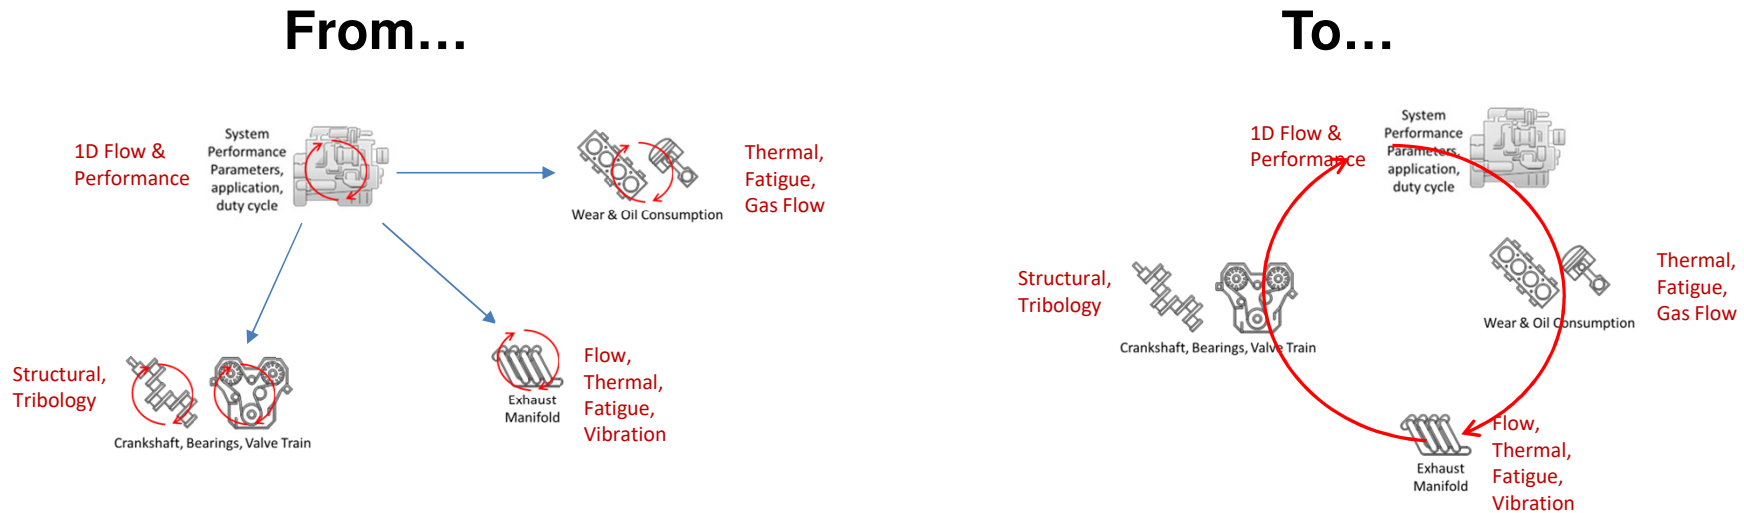 From…
1D Flow &
Performance
System
Performance
Parameters,
application,
duty cycle
Wear & Oil Consumption
Thermal,
Fatigue,
Gas Flow
Structural,
Tribology
Crankshaft, Bearings, Valve Train
Exhaust
Manifold
Flow,
Thermal,
Fatigue,
Vibration
To…
1D Flow &
Performance
System
Performance
Parameters,
application,
duty cycle
Thermal,
Fatigue,
Gas Flow
Wear & Oil Consumption
Structural,
Tribology
Crankshaft, Bearings, Valve Train
Exhaust
Manifold
Flow,
Thermal,
Fatigue,
Vibration